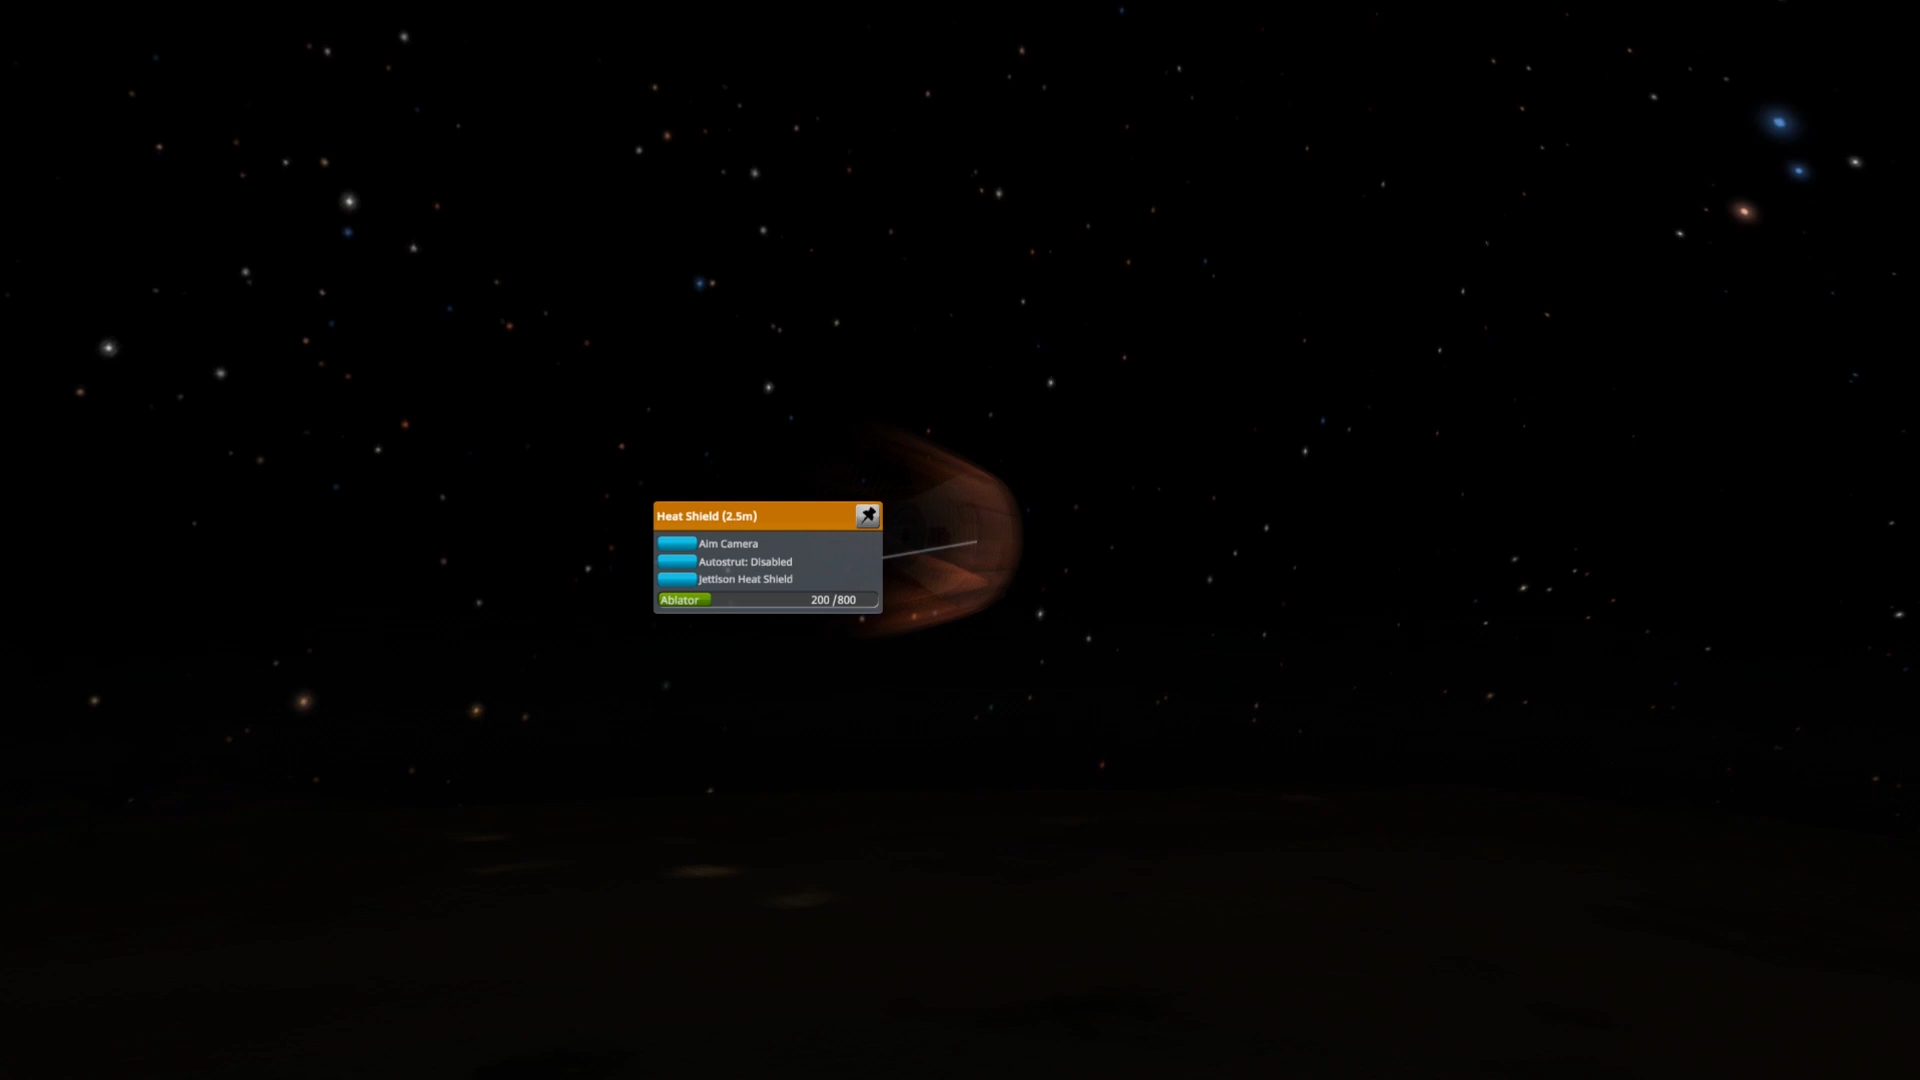 Heat Shield (2.5m)
Aim Camera
Autostrut: Disabled
Jettison Heat Shield
Ablator 200 /800